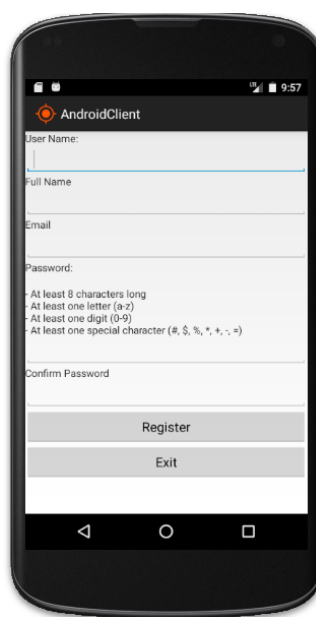 LTE 9:57
AndroidClient
User Name:
Full Name
Email
Password:
- At least 8 characters long
- At least one letter (a-z)
- At least one digit (0-9)
- At least one special character (#, $, %, *, +, -, =)
Confirm Password
Register
Exit